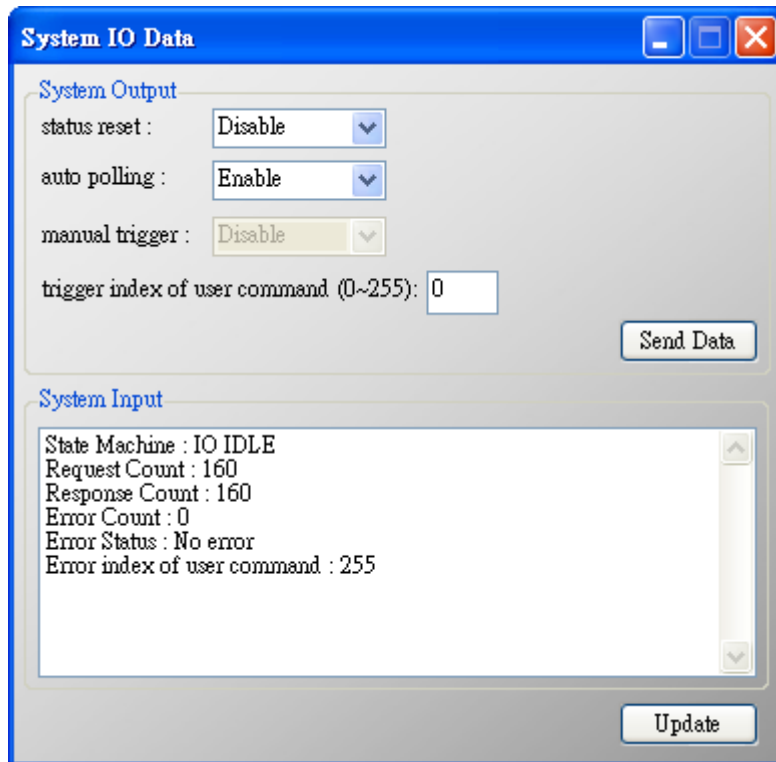 System IO Data
System Output
status reset : Disable
auto polling : Enable
manual trigger : Disable
trigger index of user command (0~255): 0
Send Data
System Input
State Machine : IO IDLE
Request Count : 160
Response Count : 160
Error Count : 0
Error Status : No error
Error index of user command : 255
Update